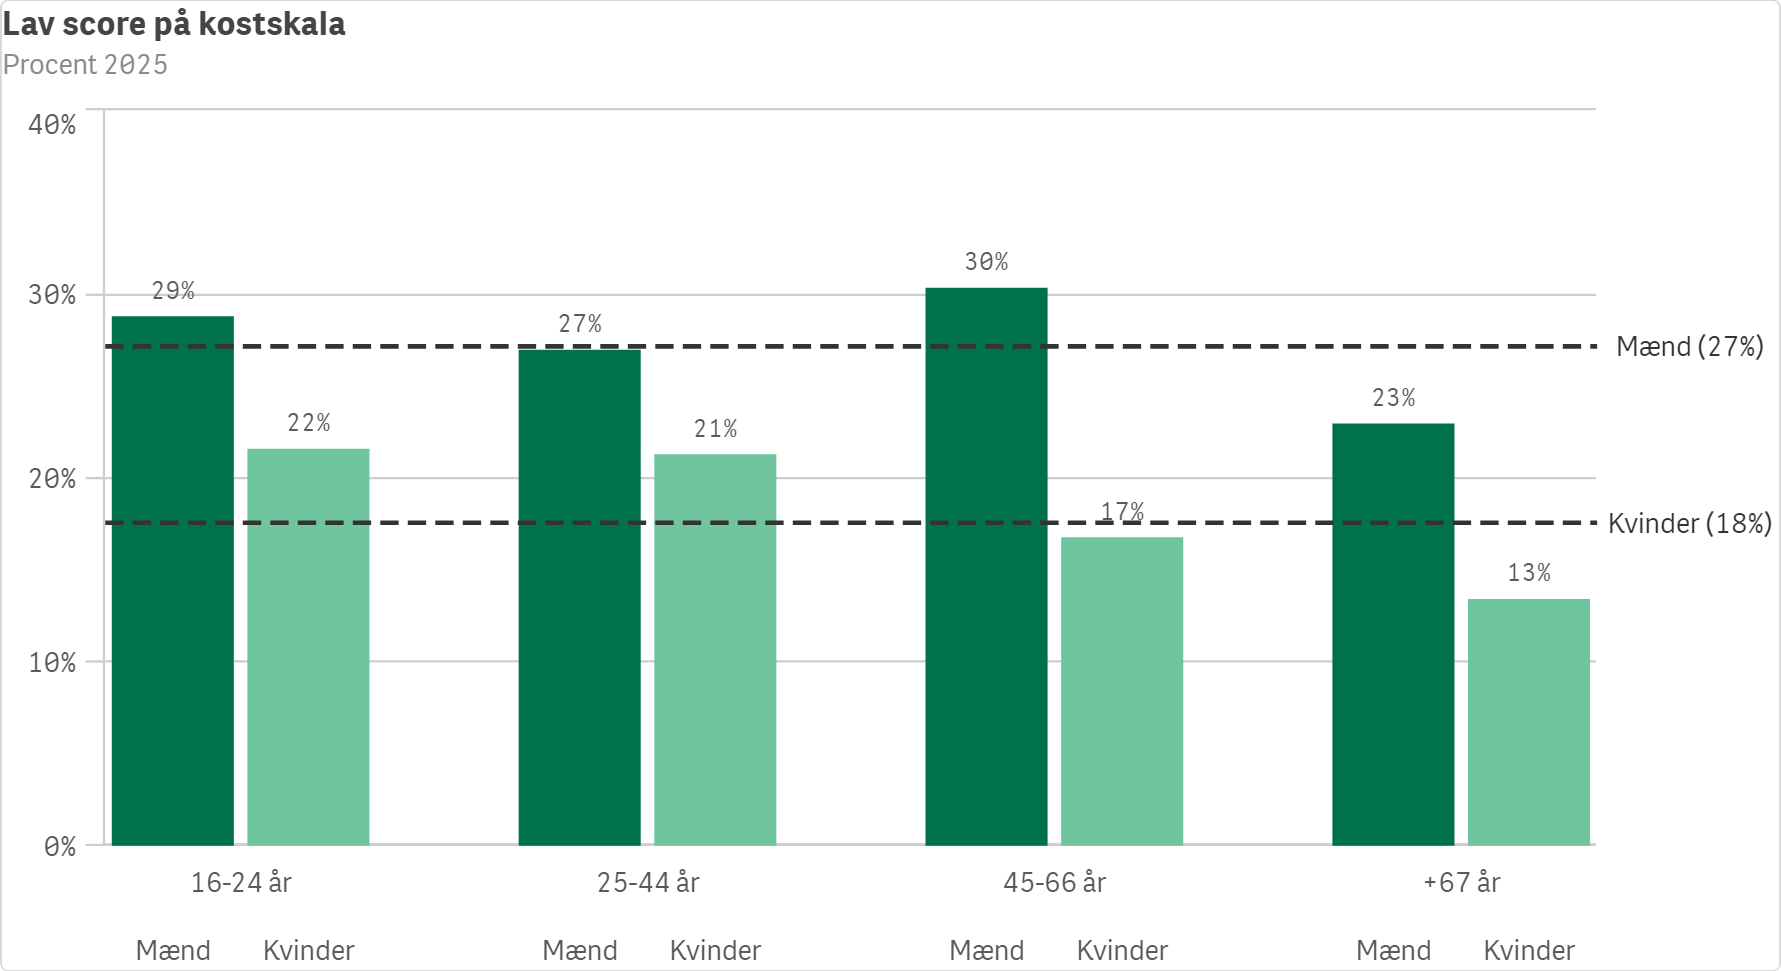 Lav score på kostskala
Procent 2025
40%
30%
20%
10%
0%
29%
22%
27%
21%
30%
17%
23%
13%
Mænd (27%)
Kvinder (18%)
16-24 år
25-44 år
45-66 år
+67 år
Mænd Kvinder Mænd Kvinder Mænd Kvinder Mænd Kvinder